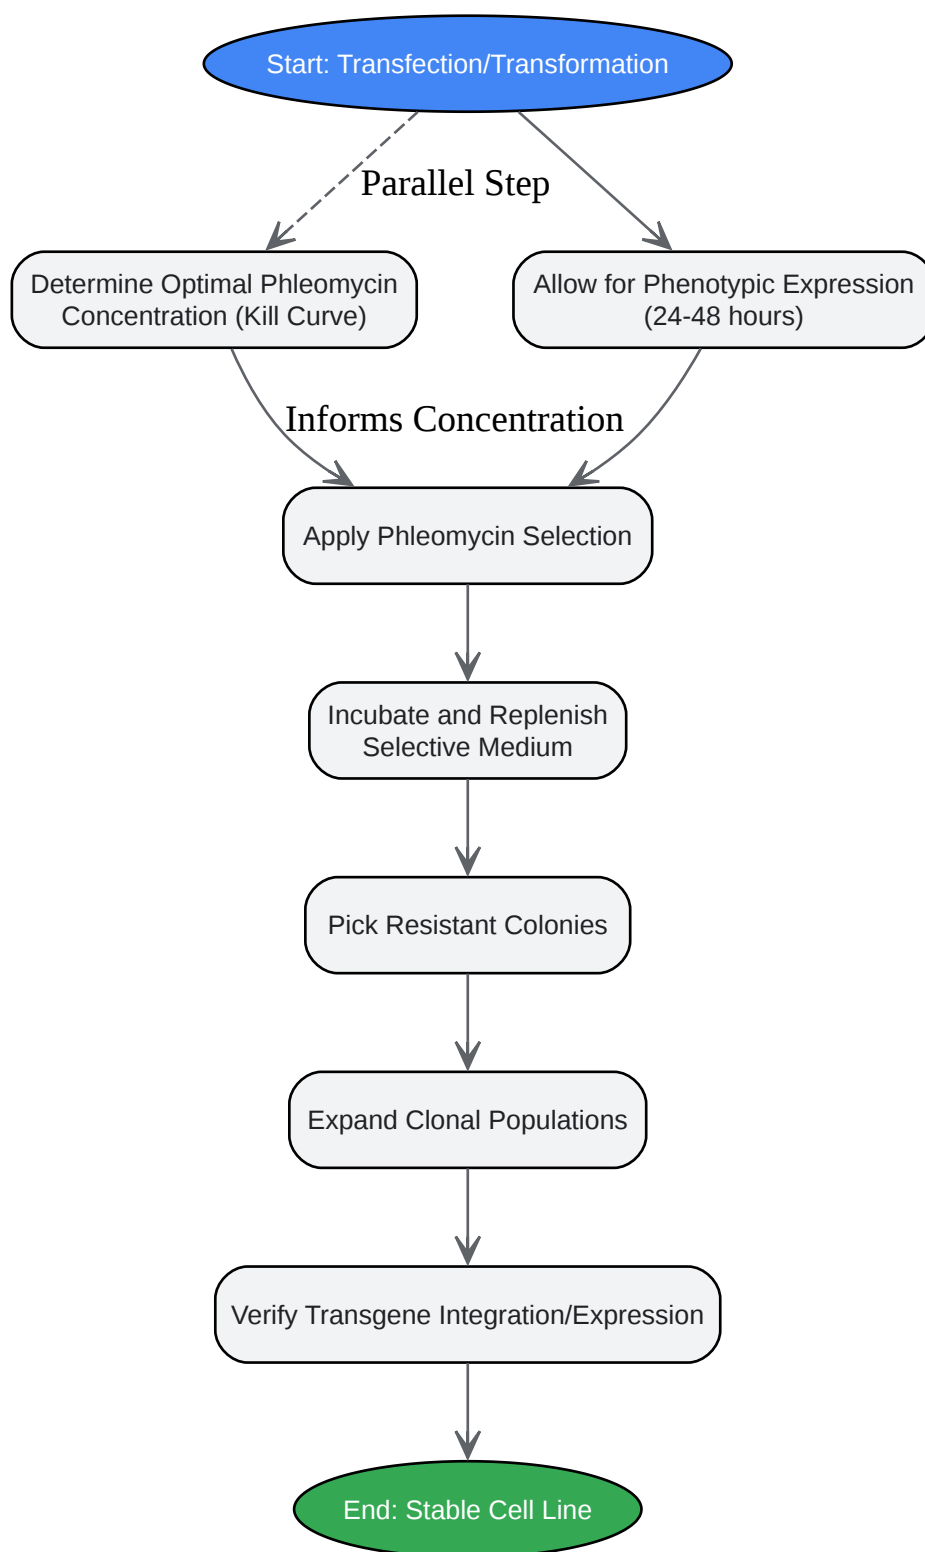 Start: Transfection/Transformation
Parallel Step
Determine Optimal Phleomycin
Concentration (Kill Curve)
Allow for Phenotypic Expression
(24-48 hours)
Informs Concentration
Apply Phleomycin Selection
Incubate and Replenish
Selective Medium
Pick Resistant Colonies
Expand Clonal Populations
Verify Transgene Integration/Expression
End: Stable Cell Line